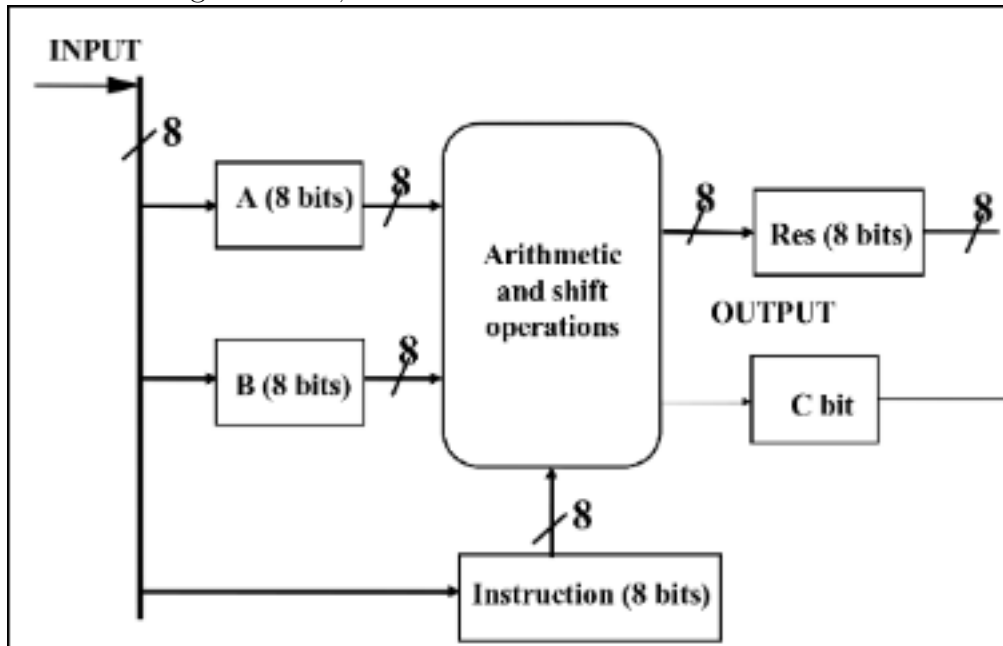 INPUT
8
A (8 bits)
8
Arithmetic
and shift
operations
8
Res (8 bits)
8
OUTPUT
B (8 bits)
8
C bit
8
Instruction (8 bits)